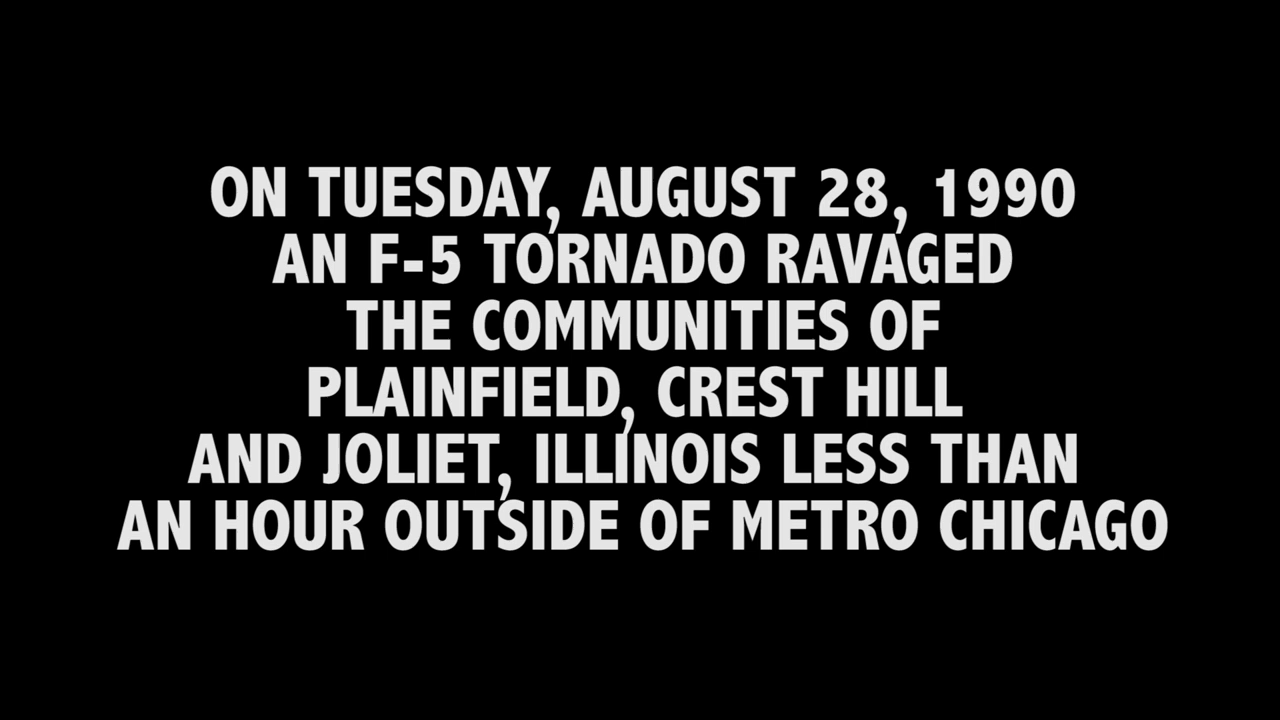 ON TUESDAY, AUGUST 28, 1990
AN F-5 TORNADO RAVAGED
THE COMMUNITIES OF
PLAINFIELD, CREST HILL
AND JOLIET, ILLINOIS LESS THAN
AN HOUR OUTSIDE OF METRO CHICAGO